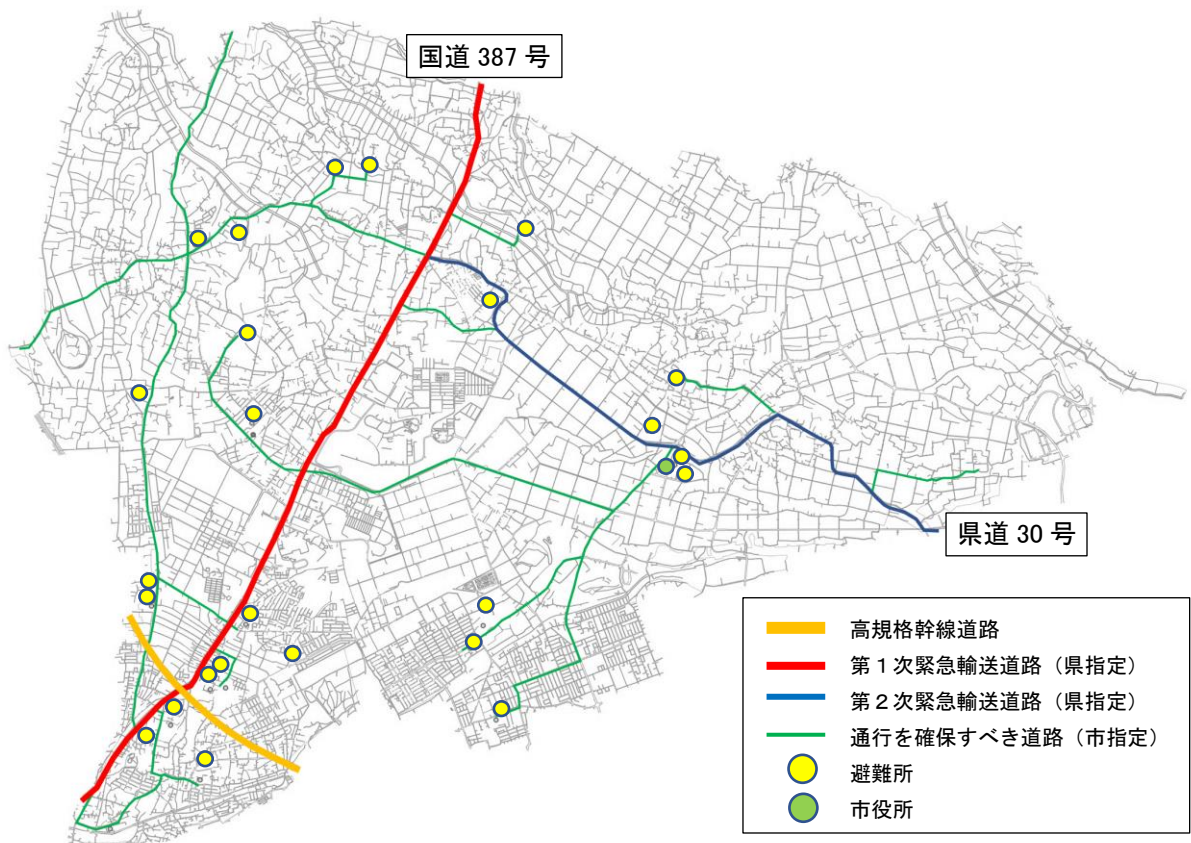 国道 387 号
県道 30 号
高規格幹線道路
第1次緊急輸送道路（県指定）
第2次緊急輸送道路（県指定）
通行を確保すべき道路（市指定）
避難所
市役所